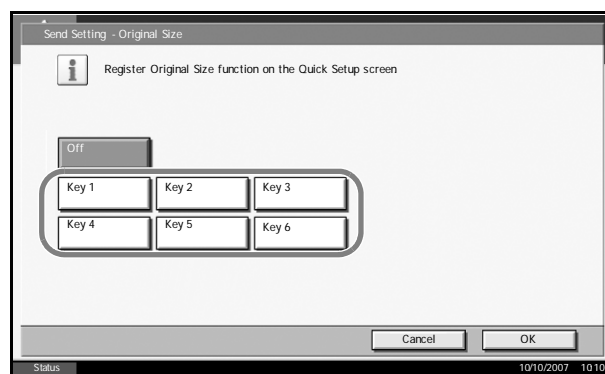 Send Setting - Original Size
Register Original Size function on the Quick Setup screen
Off
Key 1 Key 2 Key 3
Key 4 Key 5 Key 6
Cancel OK
Status 10/10/2007 10:10